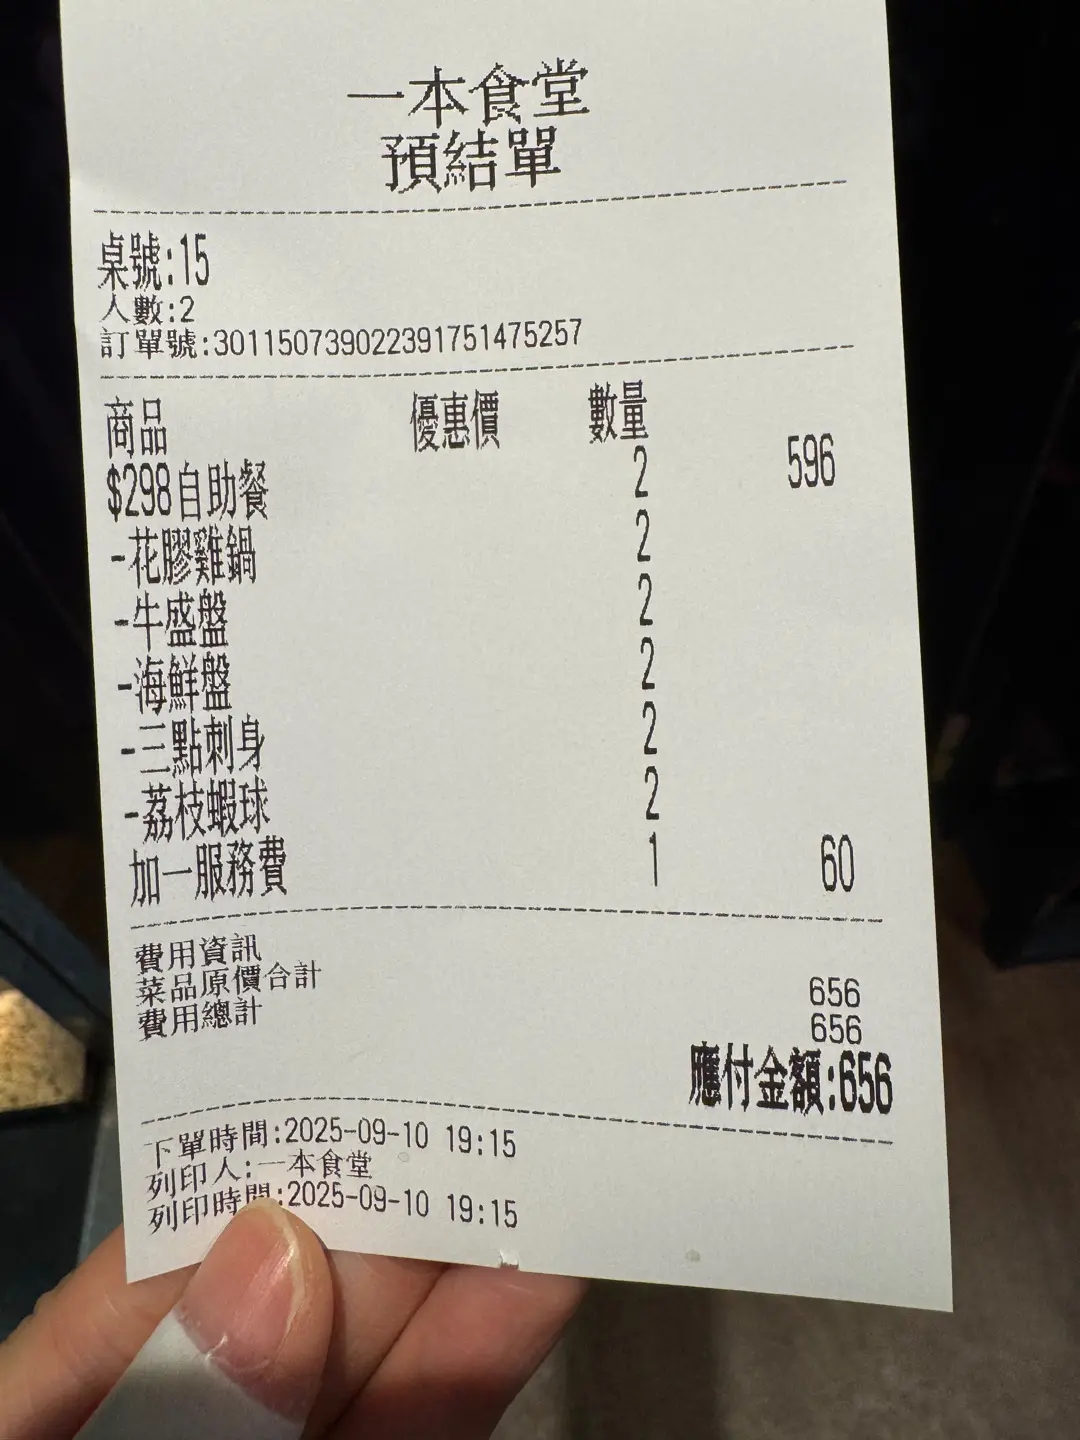 一本食堂
預結單
桌號:15
人數:2
訂單號:3011507390223917514752​57
商品 優惠價 數量
$298自助餐 2 596
-花膠雞鍋 2
-牛盛盤 2
-海鮮盤 2
-三點刺身 2
-荔枝蝦球 2
加一服務費 1 60
費用資訊
菜品原價合計 656
費用總計 656
應付金額:656
下單時間:2025-09-10 19:15
列印人:一本食堂
列印時間:2025-09-10 19:15